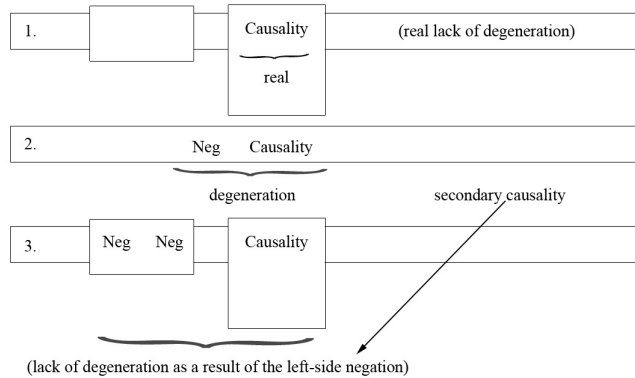 1. Causality (real lack of degeneration)
real
2. Neg Causality
degeneration secondary causality
3. Neg Neg Causality
(lack of degeneration as a result of the left-side negation)